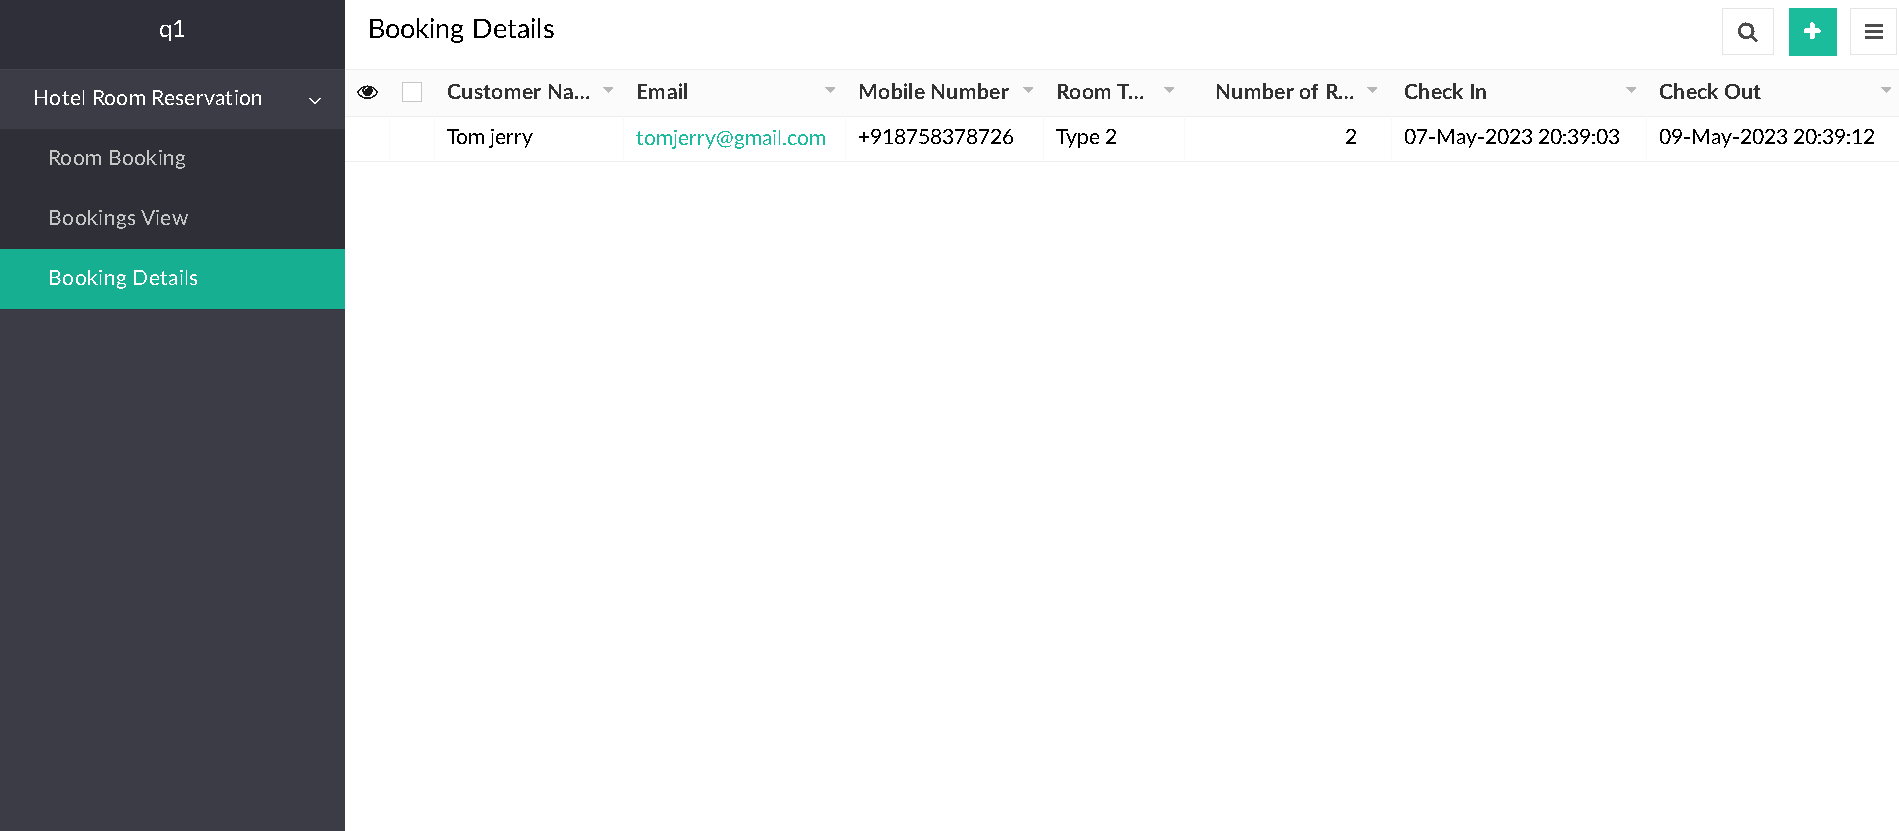 q1
Hotel Room Reservation
Room Booking
Bookings View
Booking Details
Booking Details
Customer Na... Email Mobile Number Room T... Number of R... Check In Check Out
Tom jerry tomjerry@gmail.com +918758378726 Type 2 2 07-May-2023 20:39:03 09-May-2023 20:39:12